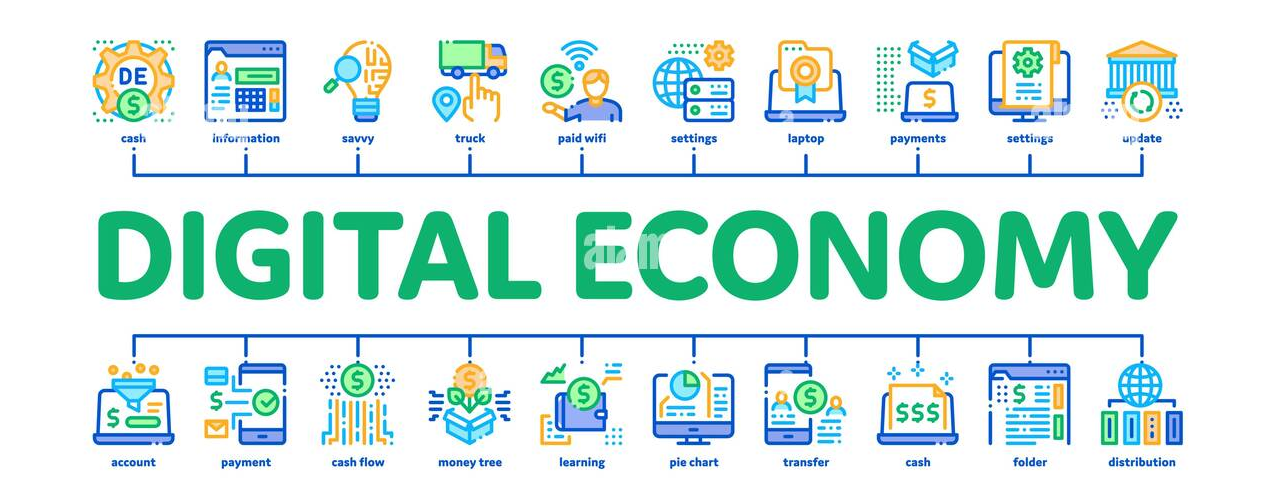 DE
cash information savvy truck paid wifi settings laptop payments settings update
DIGITAL ECONOMY
$$$
account payment cash flow money tree learning pie chart transfer cash folder distribution